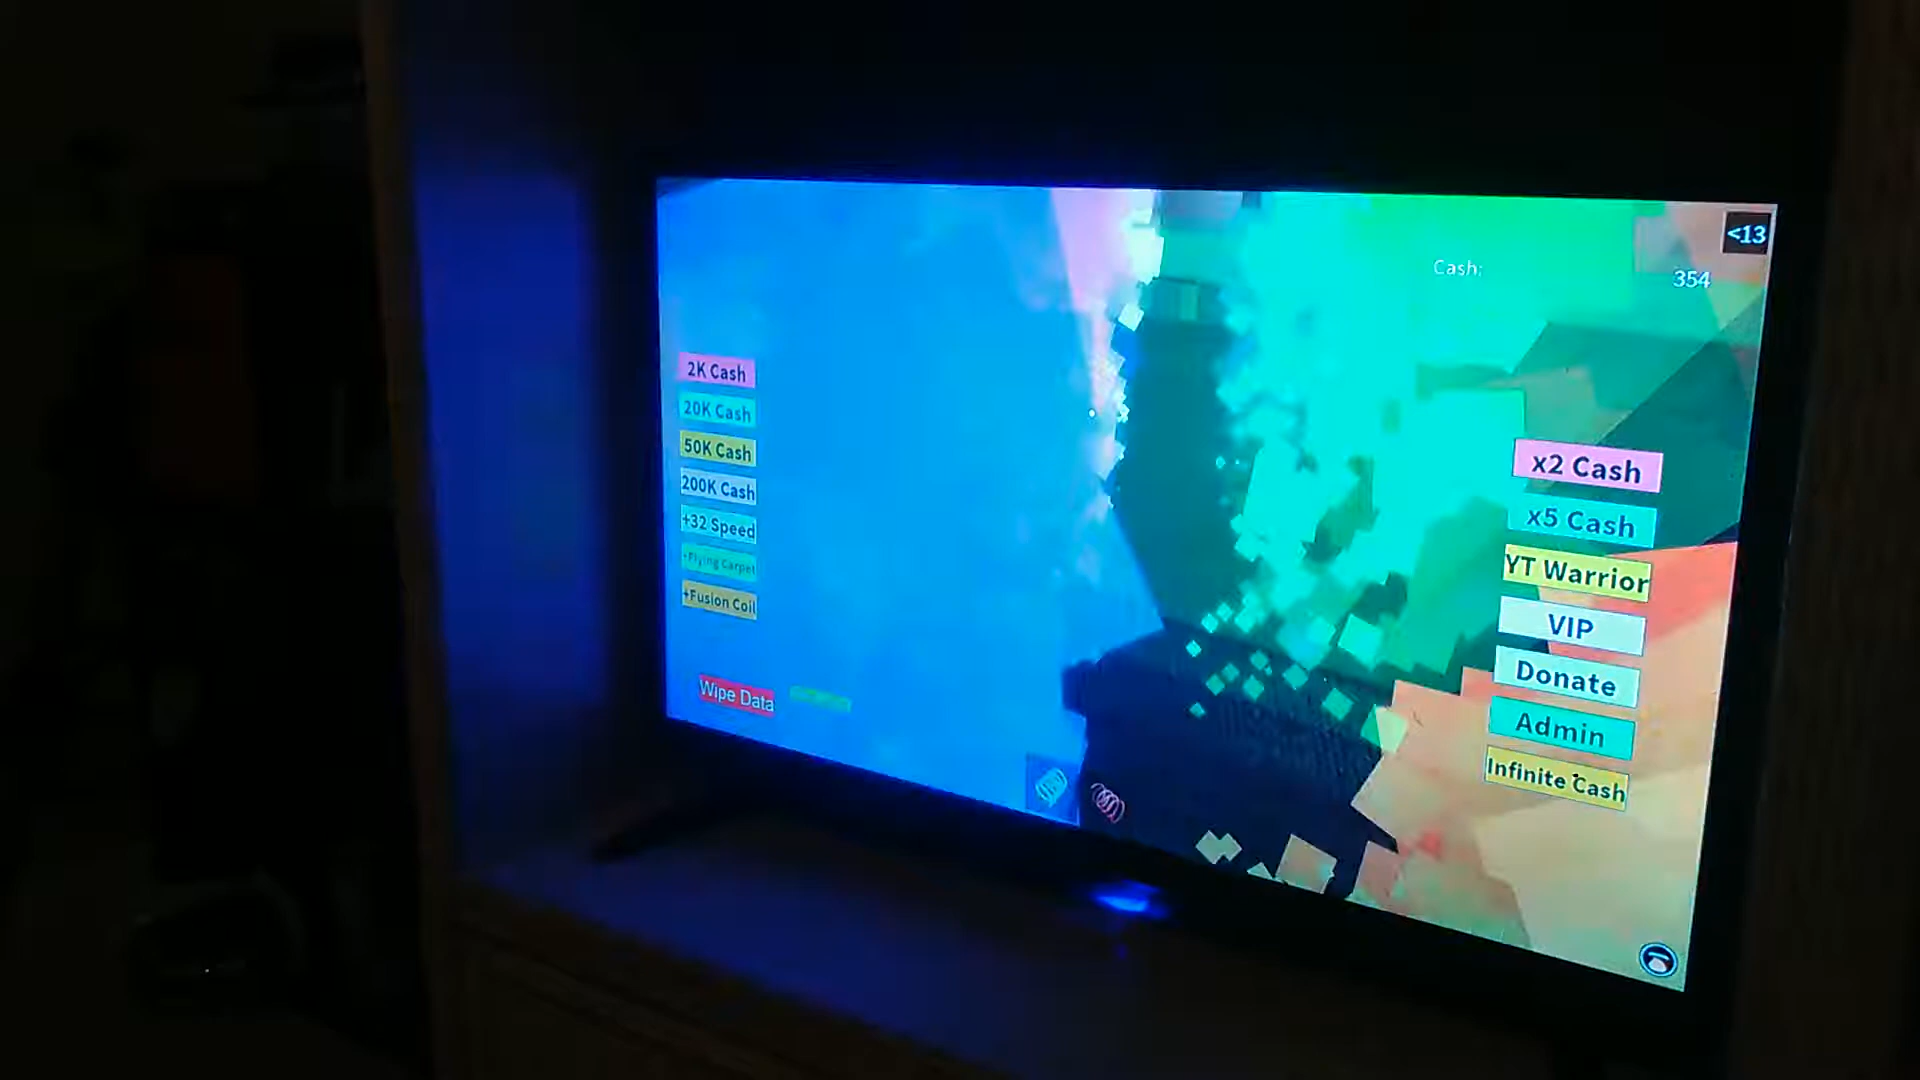 <13
Cash:
354
2K Cash
20K Cash
50K Cash
200K Cash
+32 Speed
+Flying Carpet
+Fusion Coil
Wipe Data
x2 Cash
x5 Cash
YT Warrior
VIP
Donate
Admin
Infinite Cash